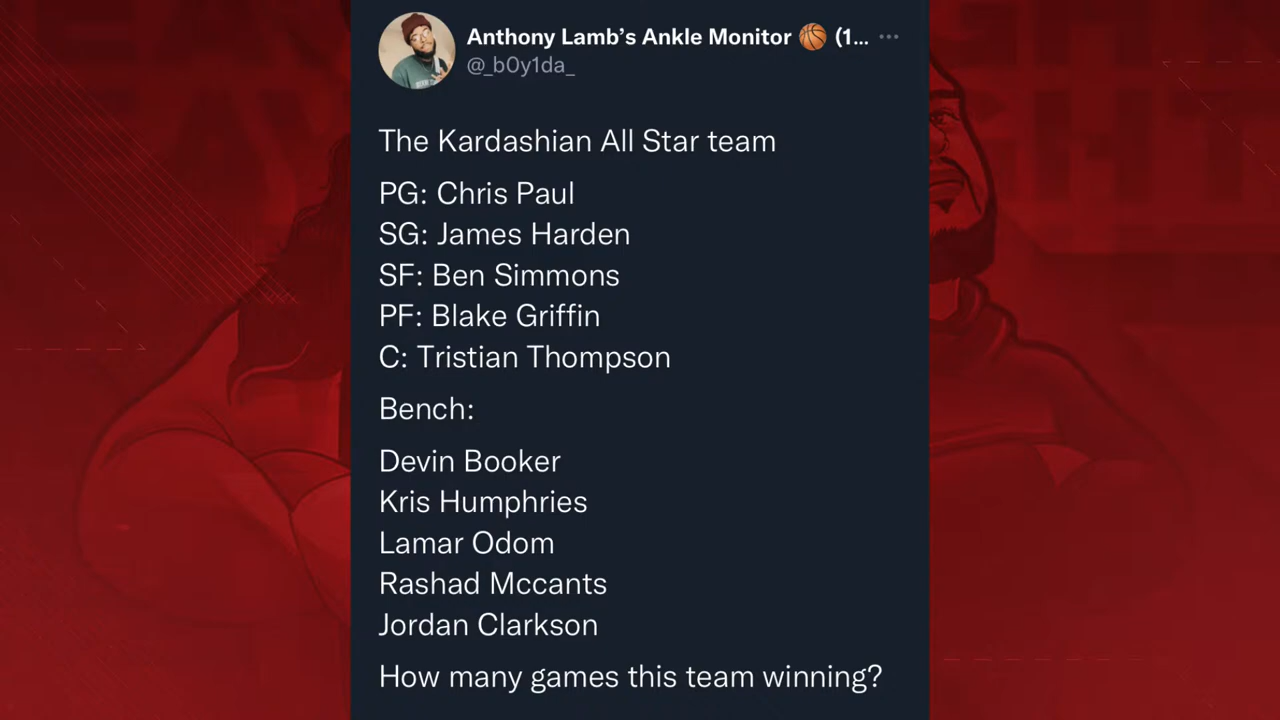 Anthony Lamb's Ankle Monitor 🏀 (1...
@_b0y1da_
The Kardashian All Star team
PG: Chris Paul
SG: James Harden
SF: Ben Simmons
PF: Blake Griffin
C: Tristian Thompson
Bench:
Devin Booker
Kris Humphries
Lamar Odom
Rashad Mccants
Jordan Clarkson
How many games this team winning?